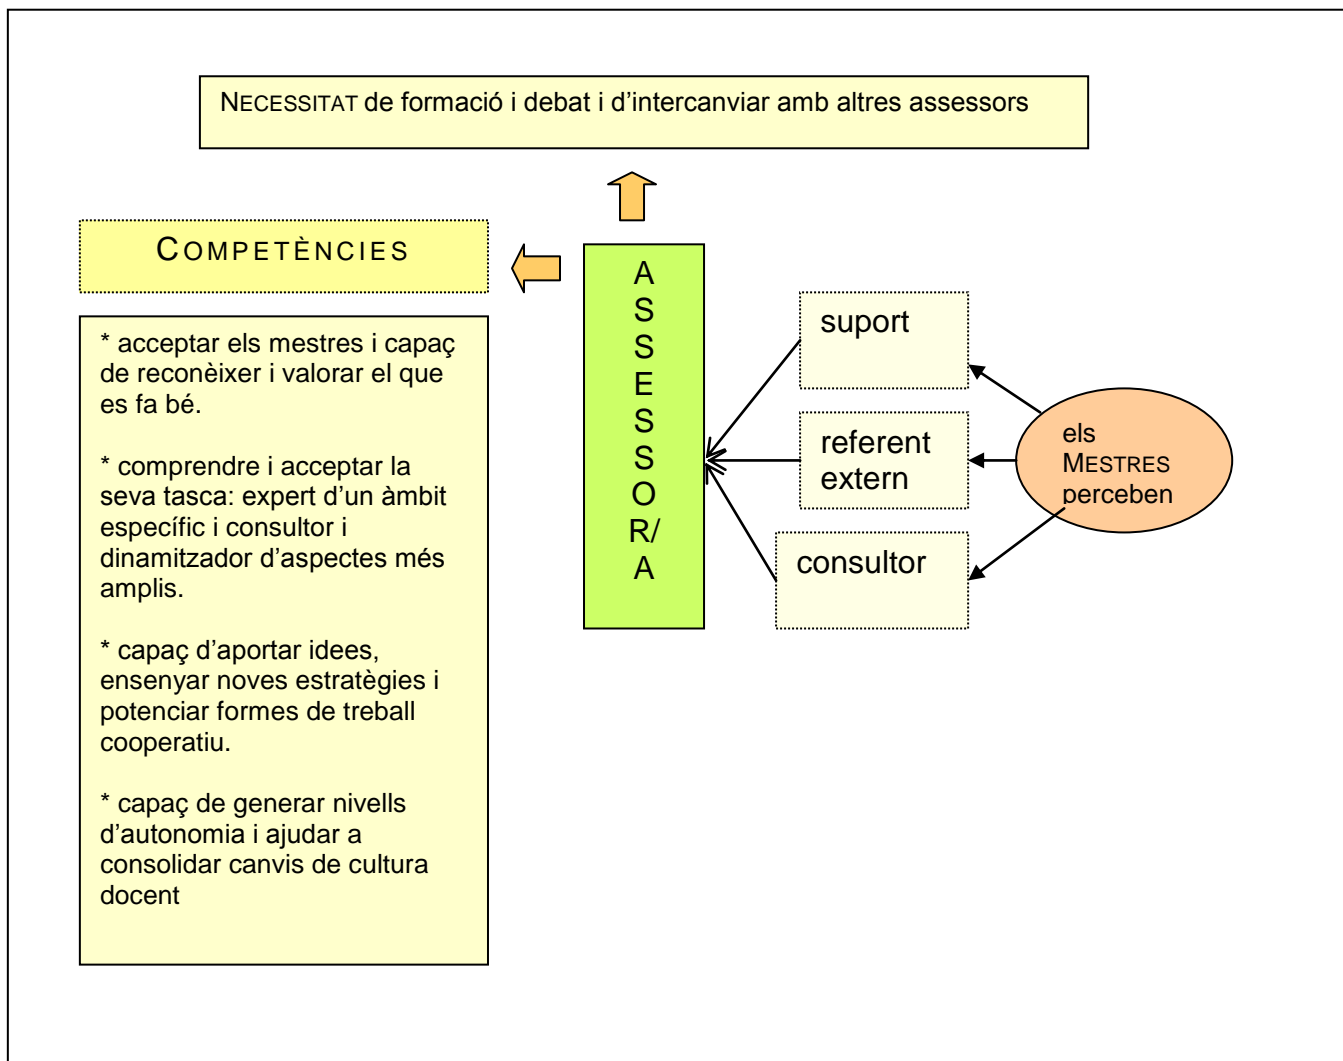 NECESSITAT de formació i debat i d’intercanviar amb altres assessors
COMPETÈNCIES
* acceptar els mestres i capaç
de reconèixer i valorar el que
es fa bé.
* comprendre i acceptar la
seva tasca: expert d’un àmbit
específic i consultor i
dinamitzador d’aspectes més
amplis.
* capaç d’aportar idees,
ensenyar noves estratègies i
potenciar formes de treball
cooperatiu.
* capaç de generar nivells
d’autonomia i ajudar a
consolidar canvis de cultura
docent
A
S
S
E
S
S
O
R/
A
suport
referent
extern
consultor
els
MESTRES
perceben